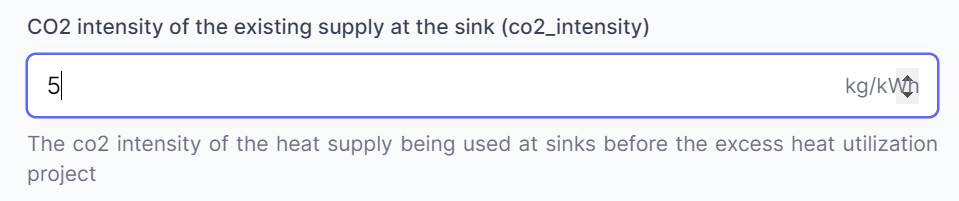 CO2 intensity of the existing supply at the sink (co2_intensity)
5 kg/kWh
The co2 intensity of the heat supply being used at sinks before the excess heat utilization
project